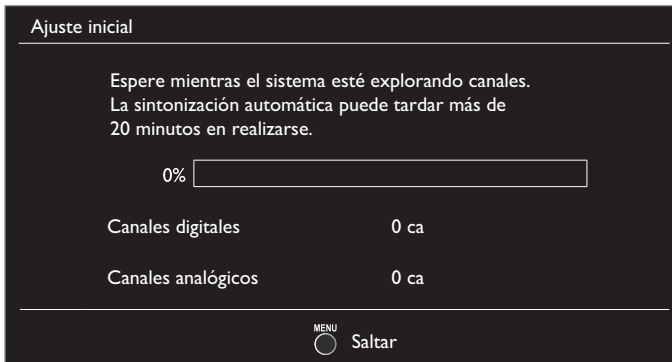 Ajuste inicial
Espere mientras el sistema esté explorando canales.
La sintonización automática puede tardar más de
20 minutos en realizarse.
0%
Canales digitales 0 ca
Canales analógicos 0 ca
MENU Saltar